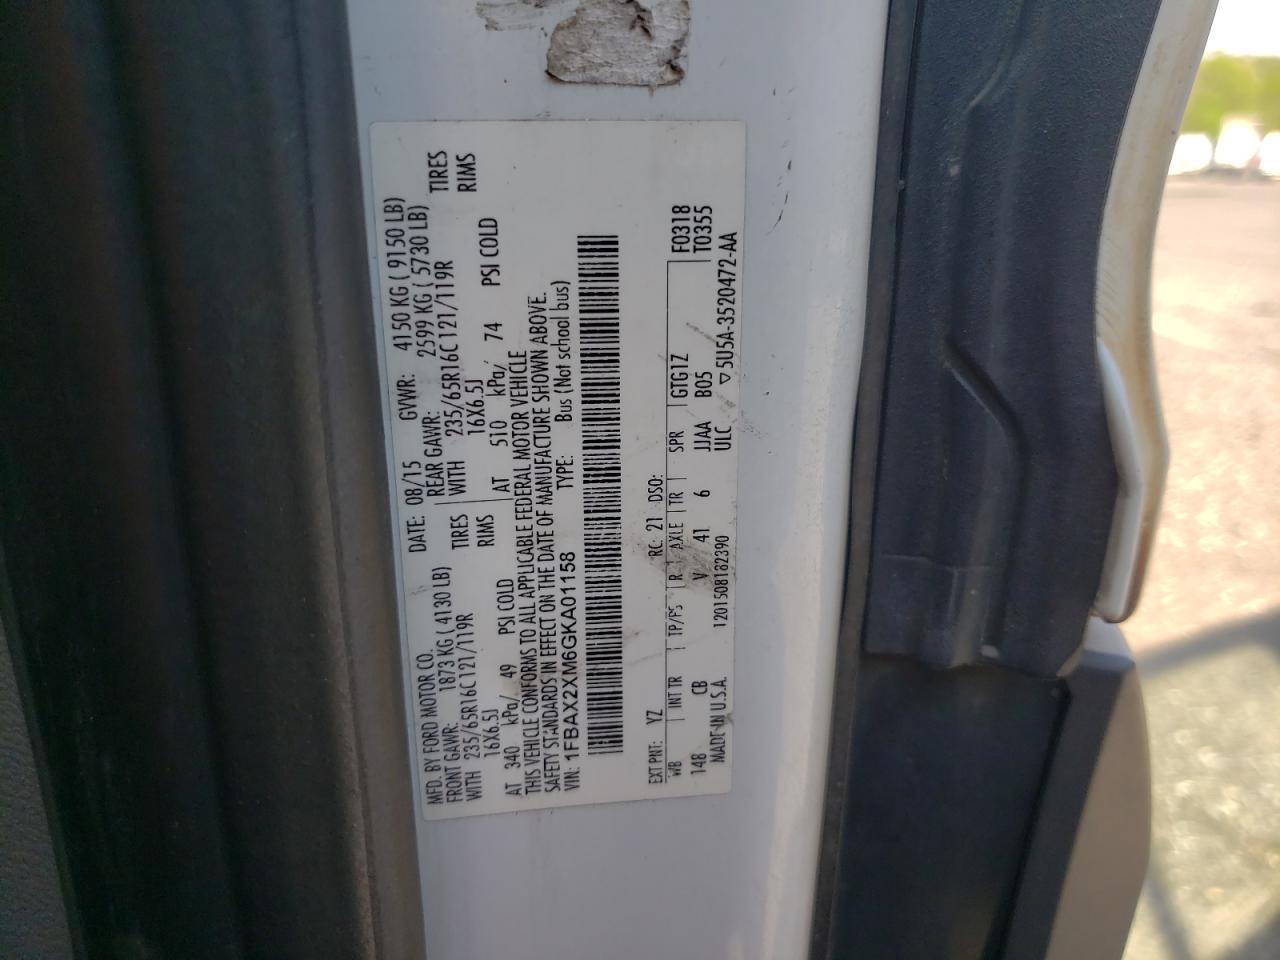 MFD. BY FORD MOTOR CO. DATE: 08/15 GVWR: 4150 KG ( 9150 LB)
FRONT GAWR: 1873 KG ( 4130 LB) REAR GAWR: 2599 KG ( 5730 LB)
WITH 235/65R16C 121/119R TIRES WITH 235/65R16C 121/119R TIRES
16X6.5J RIMS 16X6.5J RIMS
AT 340 kPa/ 49 PSI COLD AT 510 kPa/ 74 PSI COLD
THIS VEHICLE CONFORMS TO ALL APPLICABLE FEDERAL MOTOR VEHICLE
SAFETY STANDARDS IN EFFECT ON THE DATE OF MANUFACTURE SHOWN ABOVE.
VIN: 1FBAX2XM6GKA01158 TYPE: Bus (Not school bus)
EXT PNT: YZ RC: 21 DSO: F0318
WB INT TR TP/PS R AXLE TR SPR GTG1Z T0355
148 CB V 41 6 JJAA B05
MADE IN U.S.A. 1201508182390 ULC ▽5U5A-3520472-AA